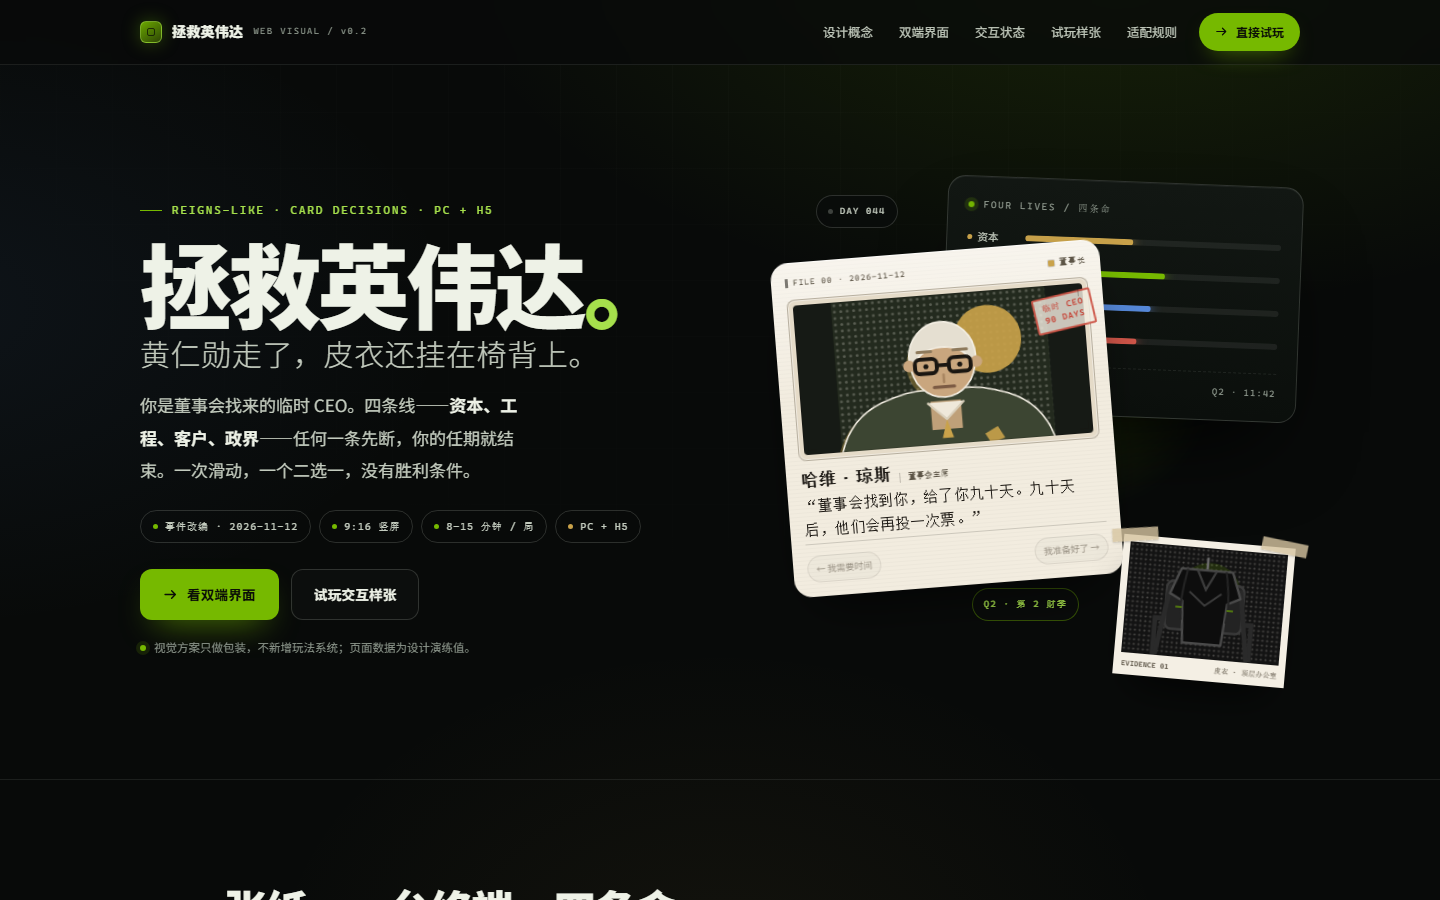 拯救英伟达 WEB VISUAL / v0.2
设计概念 双端界面 交互状态 试玩样张 适配规则 → 直接试玩
REIGNS-LIKE · CARD DECISIONS · PC + H5
拯救英伟达。
黄仁勋走了，皮衣还挂在椅背上。
你是董事会找来的临时 CEO。四条线——资本、工
程、客户、政界——任何一条先断，你的任期就结
束。一次滑动，一个二选一，没有胜利条件。
事件改编 · 2026-11-12
9:16 竖屏
8-15 分钟 / 局
PC + H5
→ 看双端界面
试玩交互样张
视觉方案只做包装，不新增玩法系统；页面数据为设计演练值。
DAY 044
FOUR LIVES / 四条命
资本
Q2 · 11:42
FILE 00 · 2026-11-12
董事长
临时 CEO
90 DAYS
哈维 · 琼斯 | 董事会主席
“董事会找到你，给了你九十天。九十天
后，他们会再投一次票。”
← 我需要时间
我准备好了 →
Q2 · 第 2 财季
EVIDENCE 01
皮衣 · 顶层办公室